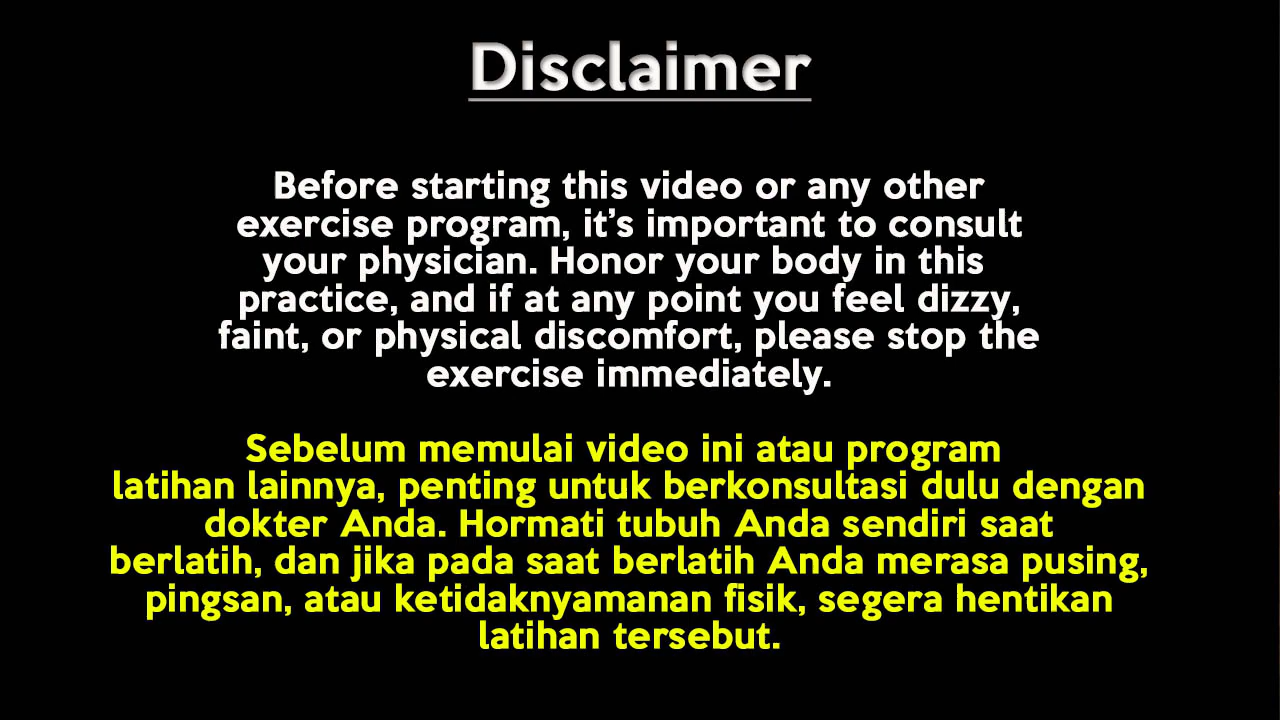 Disclaimer
Before starting this video or any other
exercise program, it's important to consult
your physician. Honor your body in this
practice, and if at any point you feel dizzy,
faint, or physical discomfort, please stop the
exercise immediately.
Sebelum memulai video ini atau program
latihan lainnya, penting untuk berkonsultasi dulu dengan
dokter Anda. Hormati tubuh Anda sendiri saat
berlatih, dan jika pada saat berlatih Anda merasa pusing,
pingsan, atau ketidaknyamanan fisik, segera hentikan
latihan tersebut.